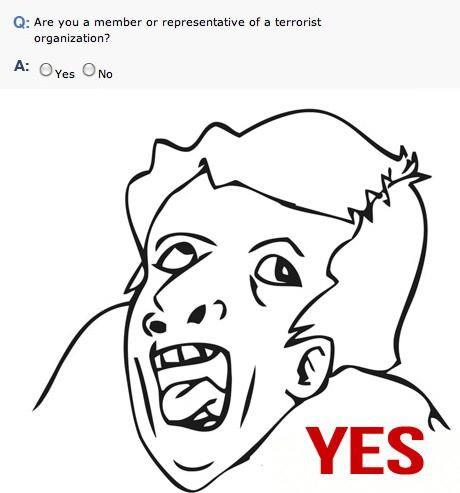 Q: Are you a member or representative of a terrorist
organization?
A: Yes No
YES